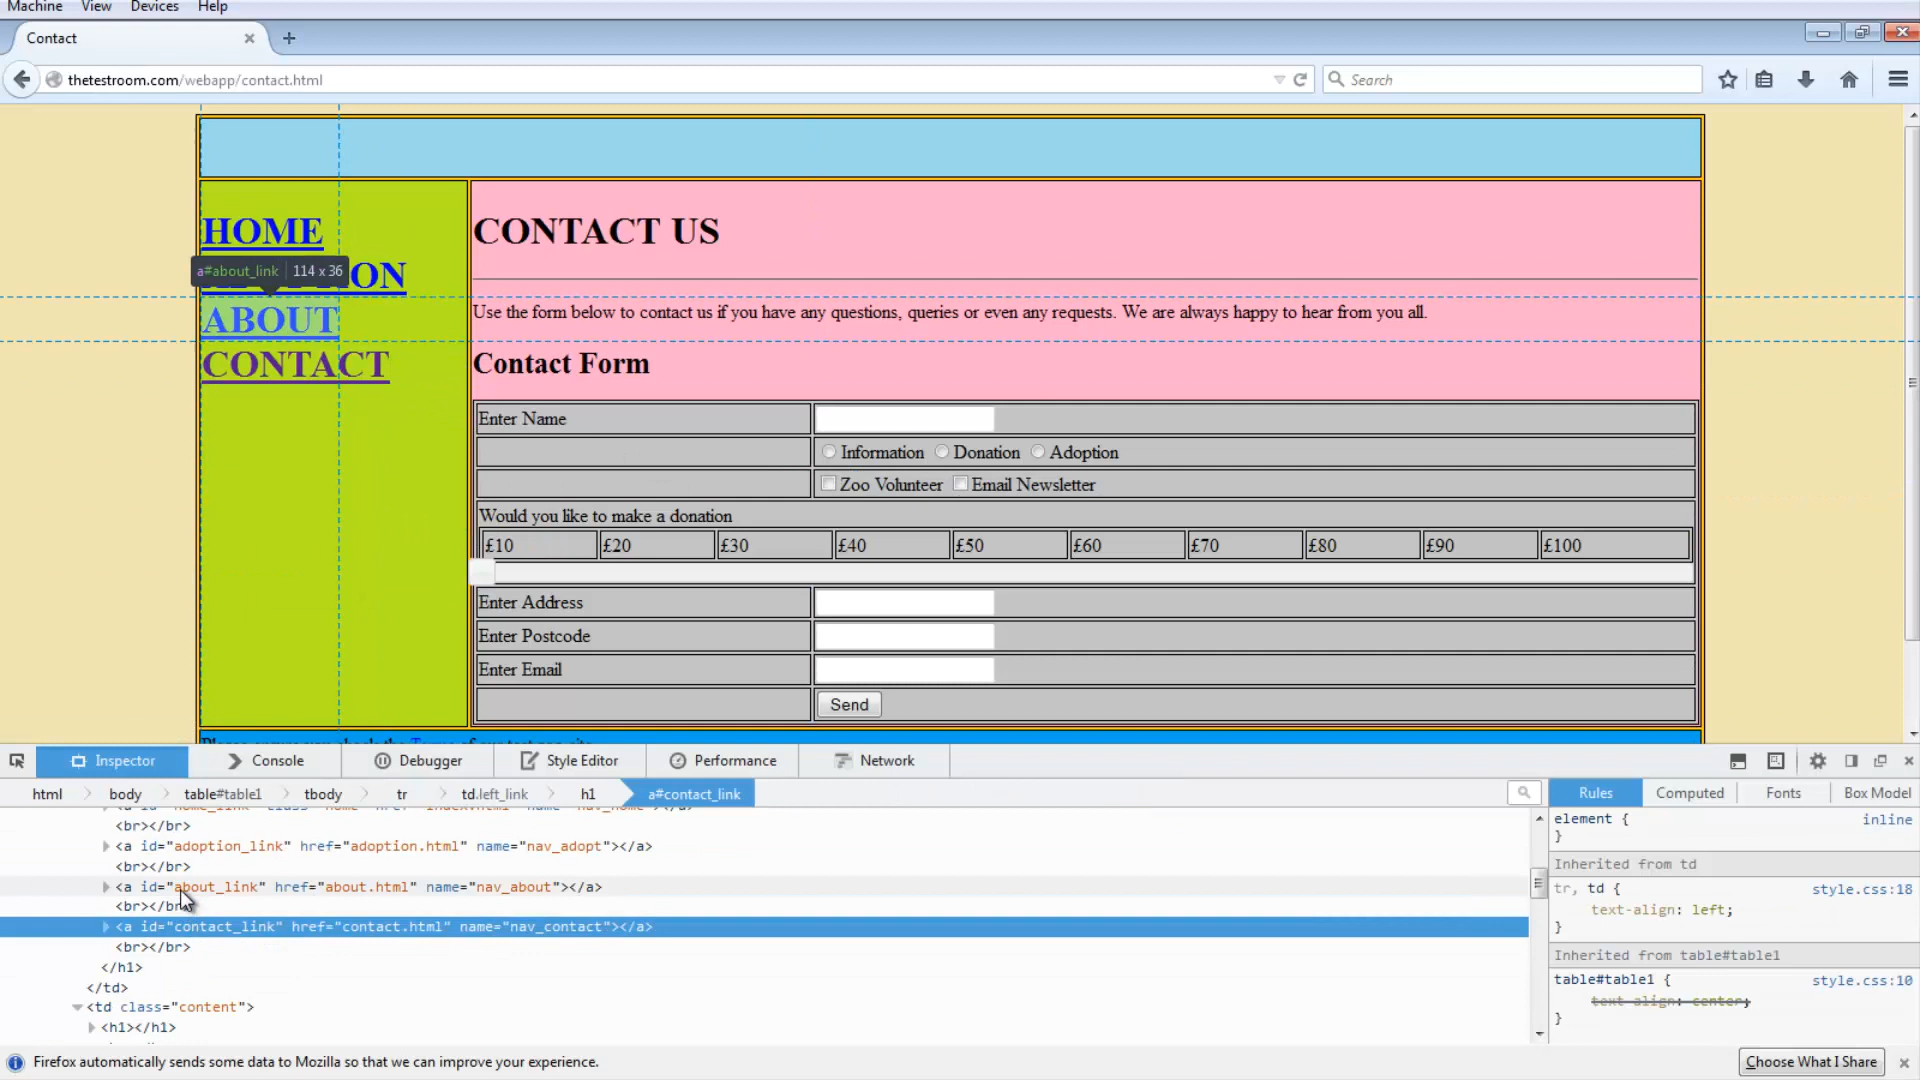 Machine View Devices Help
Contact
thetestroom.com/webapp/contact.html
Search
HOME
CONTACT US
a#about_link 114 x 36
ON
ABOUT
Use the form below to contact us if you have any questions, queries or even any requests. We are always happy to hear from you all.
CONTACT
Contact Form
Enter Name
Information Donation Adoption
Zoo Volunteer Email Newsletter
Would you like to make a donation
£10 £20 £30 £40 £50 £60 £70 £80 £90 £100
Enter Address
Enter Postcode
Enter Email
Send
Inspector Console Debugger Style Editor Performance Network
html body table#table1 tbody tr td.left_link h1 a#contact_link
Rules Computed Fonts Box Model
<br></br>
<a id="adoption_link" href="adoption.html" name="nav_adopt"></a>
<br></br>
<a id="about_link" href="about.html" name="nav_about"></a>
<br></br>
<a id="contact_link" href="contact.html" name="nav_contact"></a>
<br></br>
</h1>
</td>
<td class="content">
<h1></h1>
element { inline
}
Inherited from td
tr, td { style.css:18
text-align: left;
}
Inherited from table#table1
table#table1 { style.css:10
text-align: center;
}
Firefox automatically sends some data to Mozilla so that we can improve your experience.
Choose What I Share